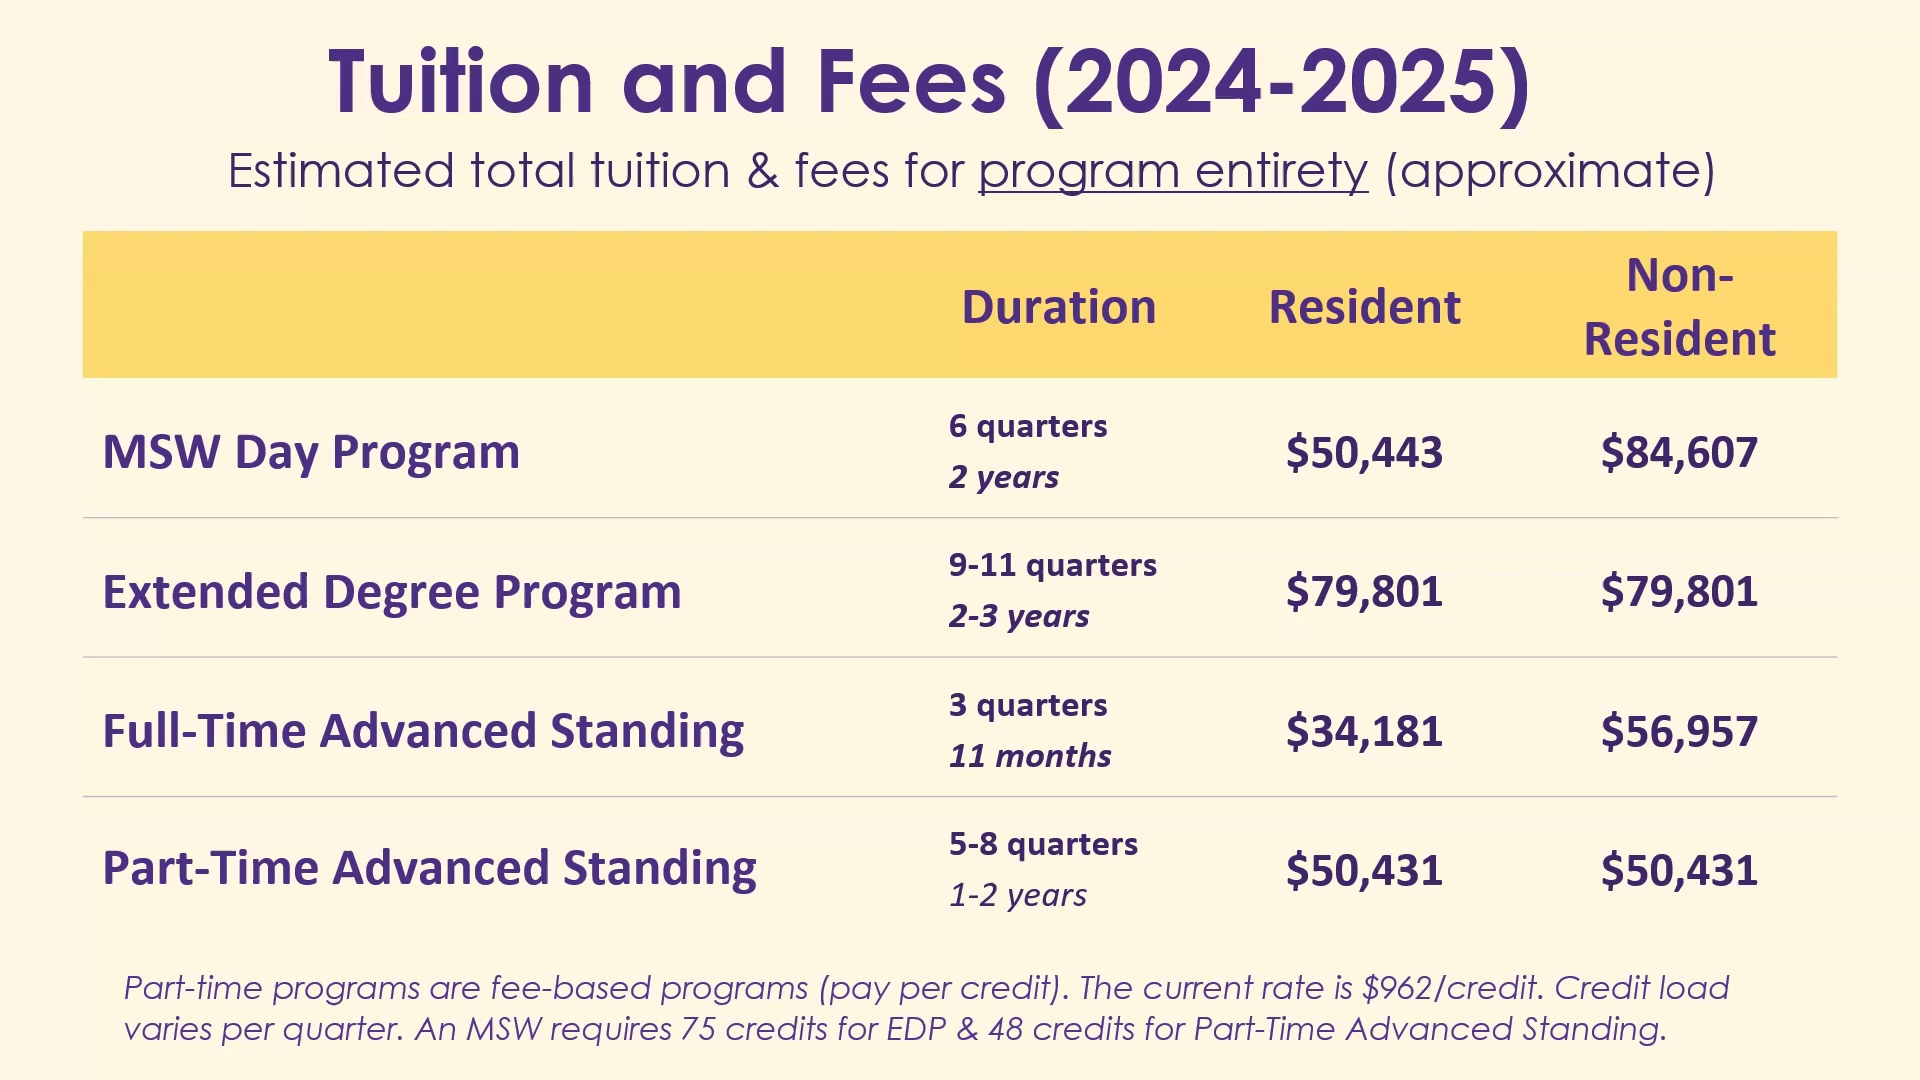 Tuition and Fees (2024-2025)
Estimated total tuition & fees for program entirety (approximate)
Duration
Resident
Non-
Resident
MSW Day Program
6 quarters
2 years
$50,443
$84,607
Extended Degree Program
9-11 quarters
2-3 years
$79,801
$79,801
Full-Time Advanced Standing
3 quarters
11 months
$34,181
$56,957
Part-Time Advanced Standing
5-8 quarters
1-2 years
$50,431
$50,431
Part-time programs are fee-based programs (pay per credit). The current rate is $962/credit. Credit load
varies per quarter. An MSW requires 75 credits for EDP & 48 credits for Part-Time Advanced Standing.